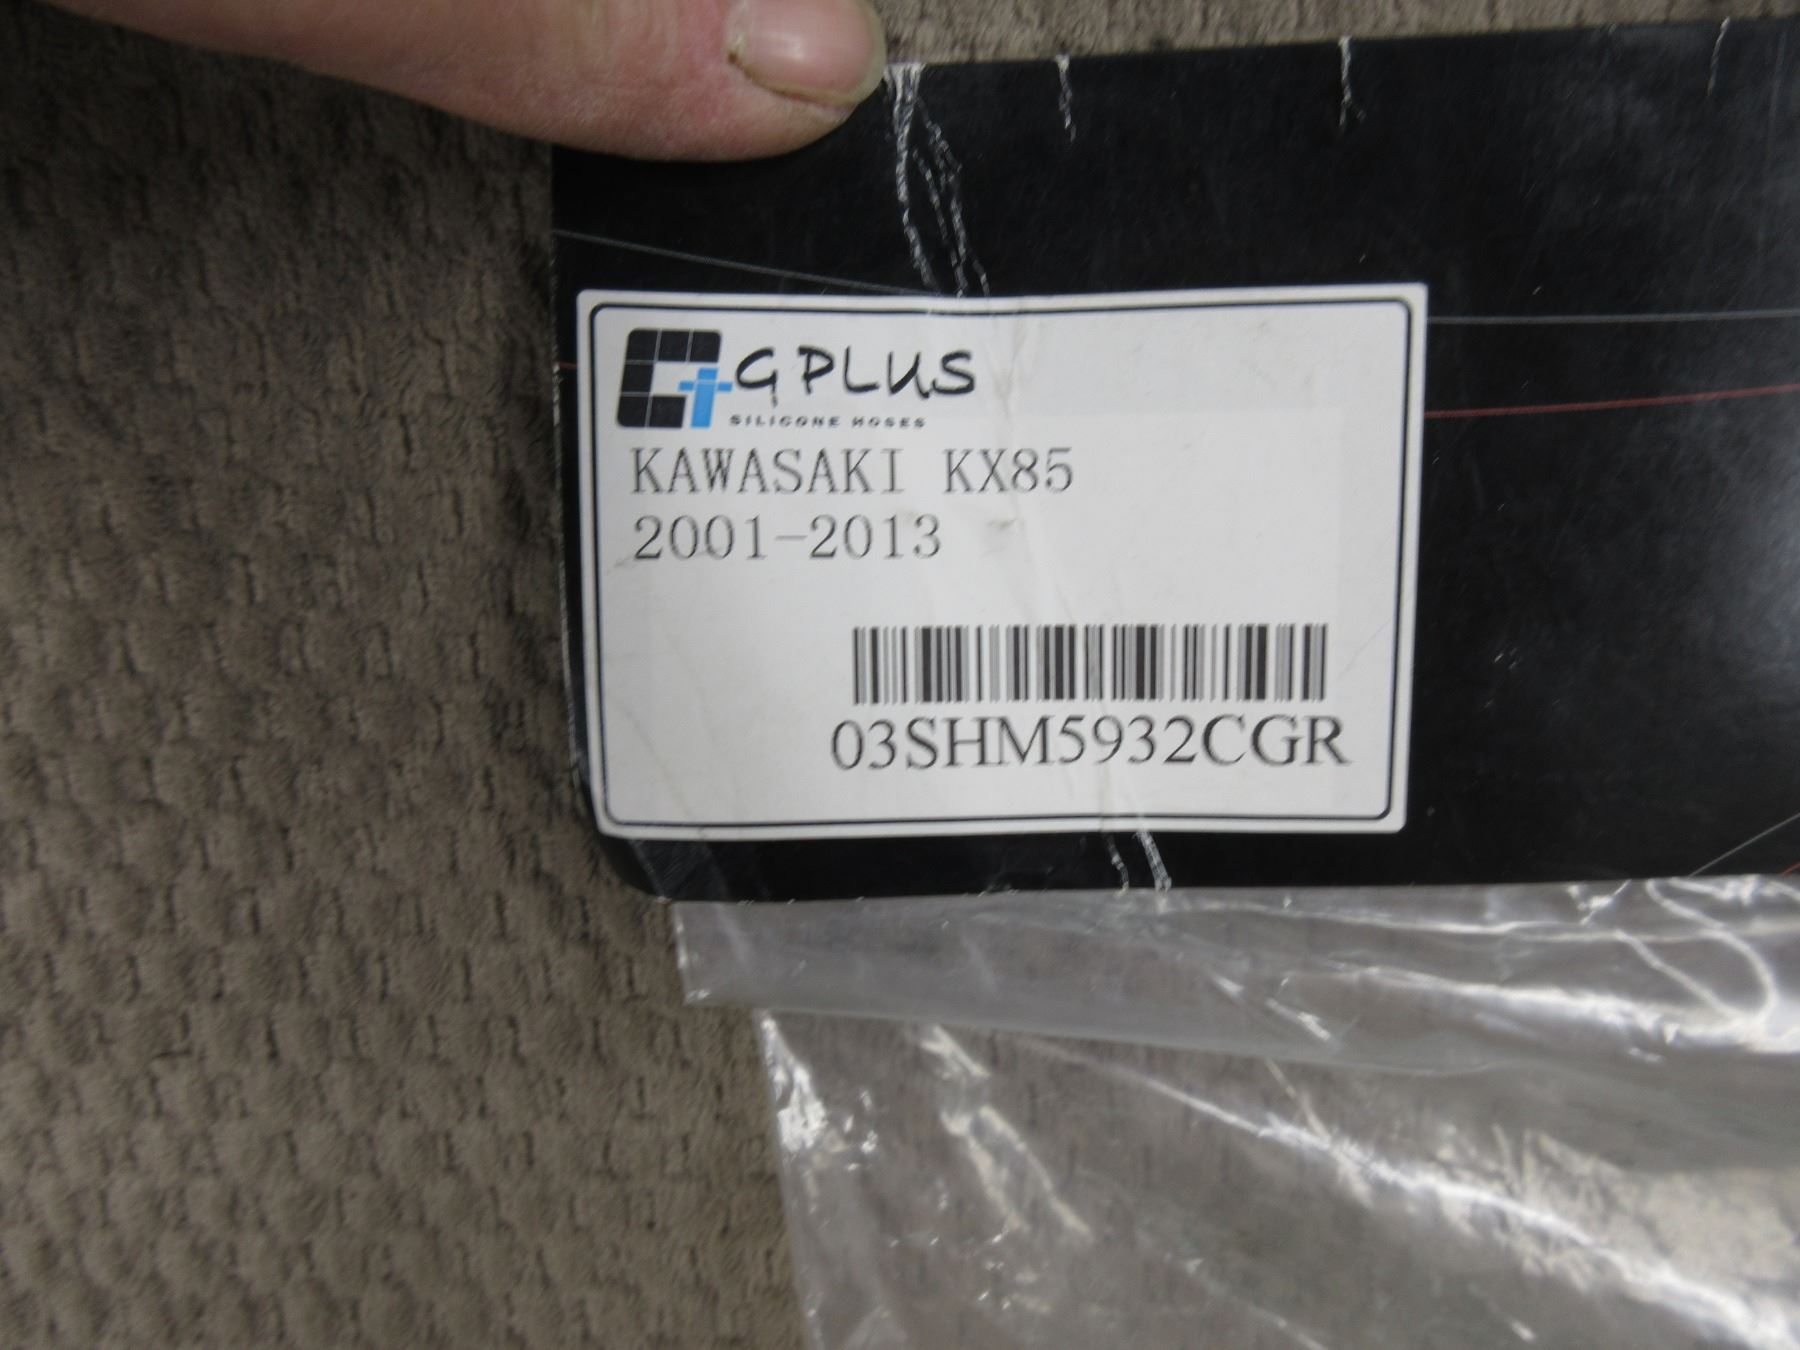 G PLUS
SILICONE HOSES
KAWASAKI KX85
2001-2013
03SHM5932CGR